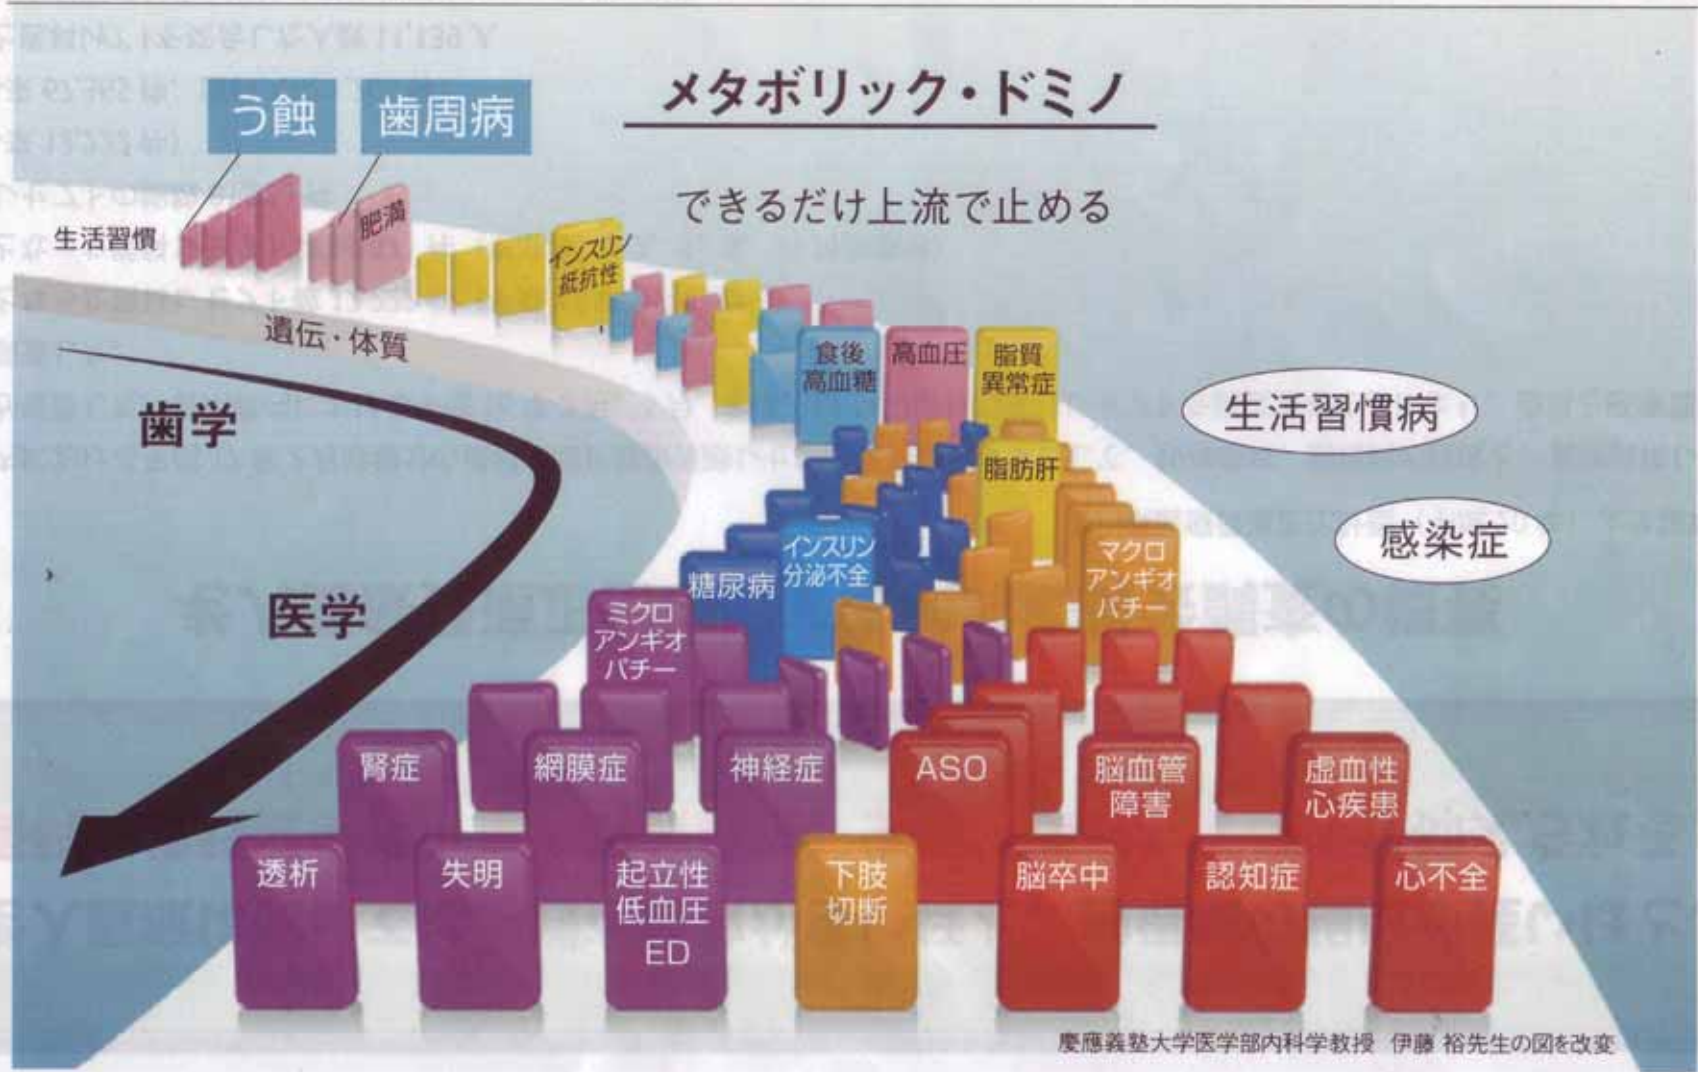 メタボリック・ドミノ
う蝕
歯周病
できるだけ上流で止める
生活習慣
肥満
インスリン
抵抗性
遺伝・体質
食後
高血糖
高血圧
脂質
異常症
歯学
生活習慣病
脂肪肝
感染症
インスリン
分泌不全
マクロ
アンギオ
パチー
糖尿病
医学
ミクロ
アンギオ
パチー
腎症
網膜症
神経症
ASO
脳血管
障害
虚血性
心疾患
透析
失明
起立性
低血圧
ED
下肢
切断
脳卒中
認知症
心不全
慶應義塾大学医学部内科学教授 伊藤 裕先生の図を改変